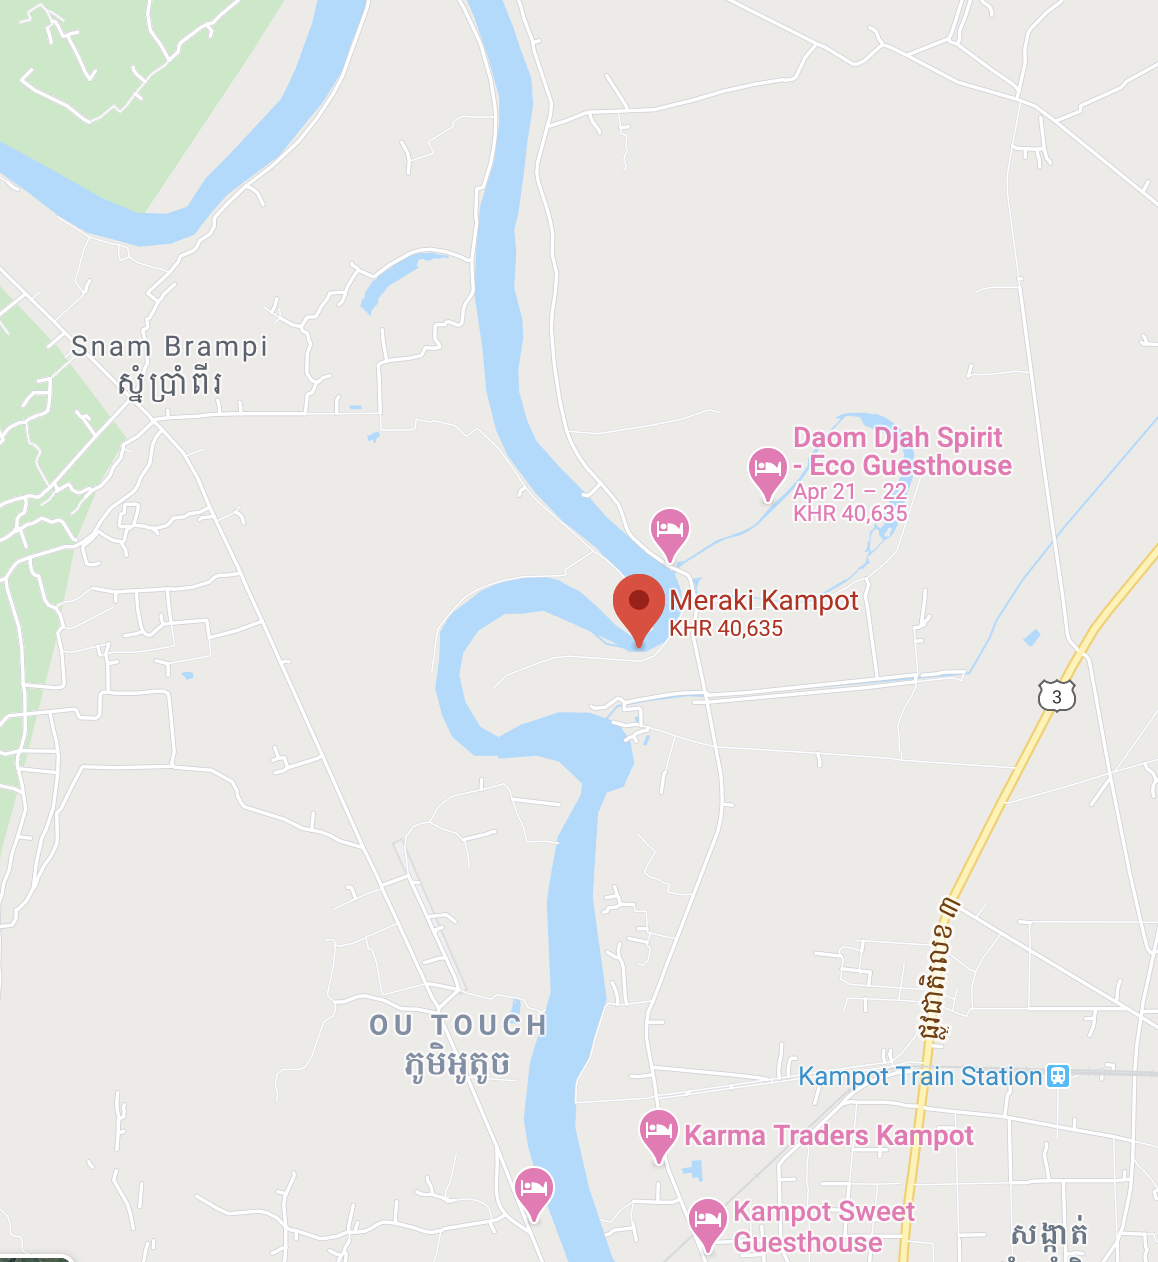 Snam Brampi
ស្នំប្រាំពីរ
Daom Djah Spirit
- Eco Guesthouse
Apr 21 – 22
KHR 40,635
Meraki Kampot
KHR 40,635
3
ផ្លូវជាតិលេខ ៣
OU TOUCH
ភូមិអូតូច
Kampot Train Station
Karma Traders Kampot
Kampot Sweet
Guesthouse
សង្កាត់